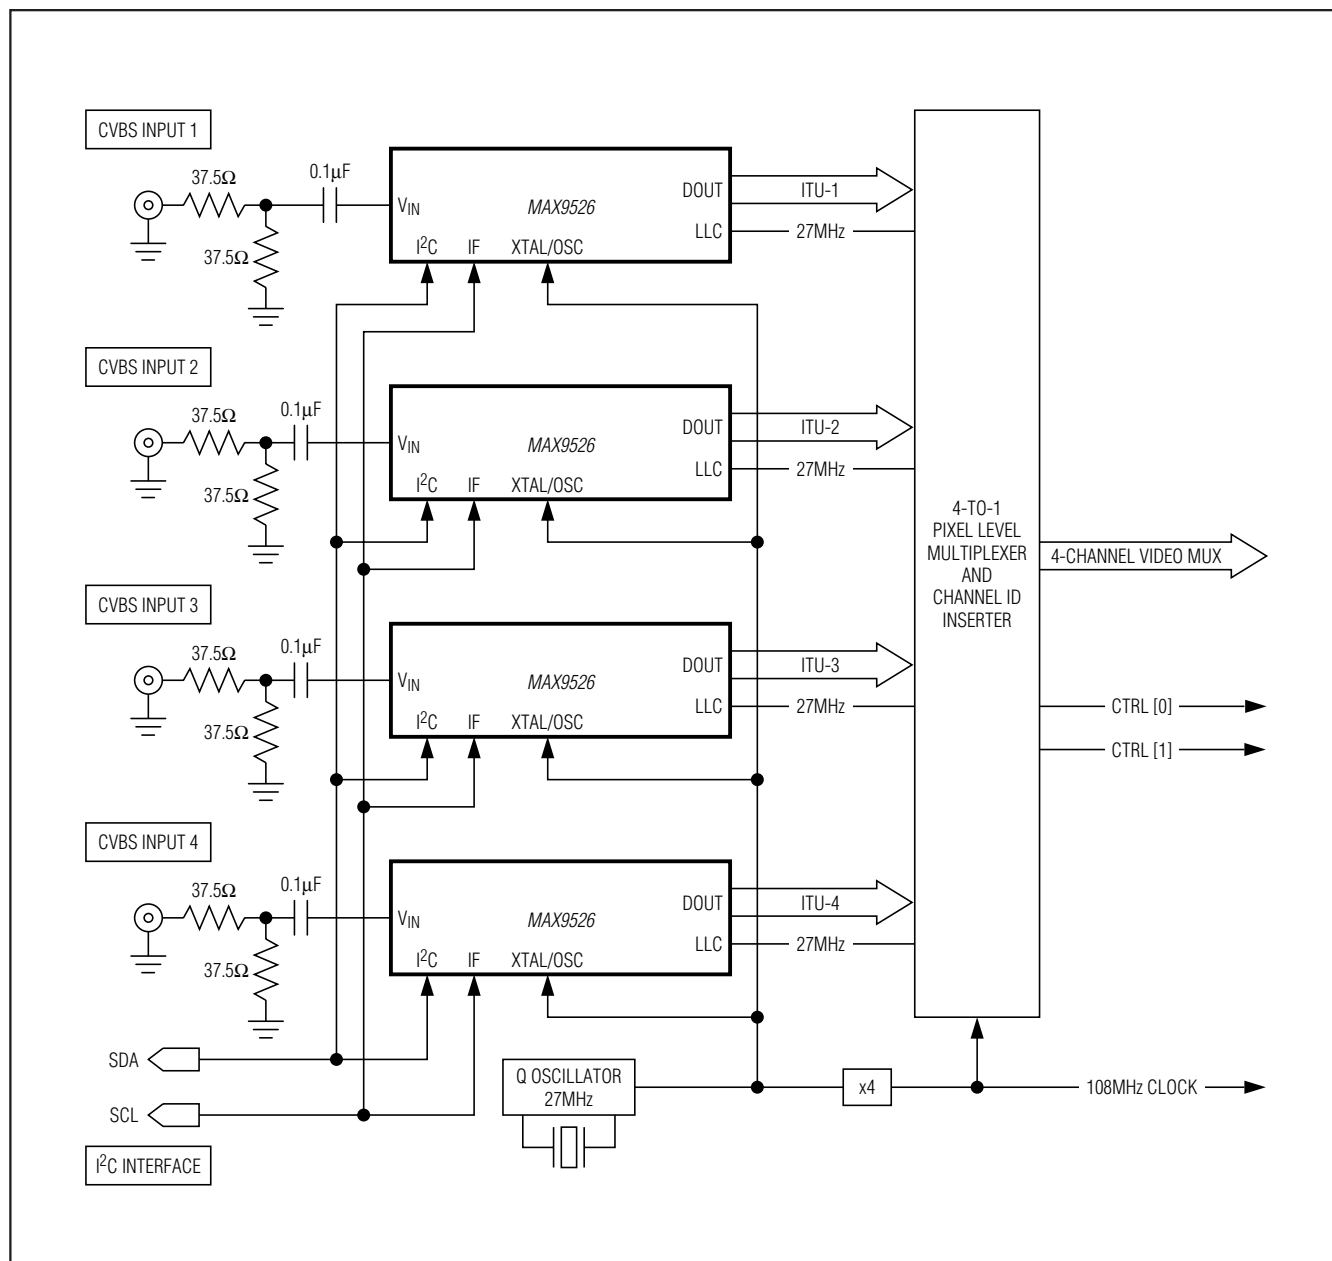 CVBS INPUT 1
37.5Ω
0.1µF
37.5Ω
VIN
MAX9526
DOUT
LLC
I²C IF XTAL/OSC
ITU-1
27MHz
CVBS INPUT 2
37.5Ω
0.1µF
37.5Ω
VIN
MAX9526
DOUT
LLC
I²C IF XTAL/OSC
ITU-2
27MHz
CVBS INPUT 3
37.5Ω
0.1µF
37.5Ω
VIN
MAX9526
DOUT
LLC
I²C IF XTAL/OSC
ITU-3
27MHz
CVBS INPUT 4
37.5Ω
0.1µF
37.5Ω
VIN
MAX9526
DOUT
LLC
I²C IF XTAL/OSC
ITU-4
27MHz
4-TO-1
PIXEL LEVEL
MULTIPLEXER
AND
CHANNEL ID
INSERTER
4-CHANNEL VIDEO MUX
CTRL [0]
CTRL [1]
SDA
SCL
I²C INTERFACE
Q OSCILLATOR
27MHz
x4
108MHz CLOCK